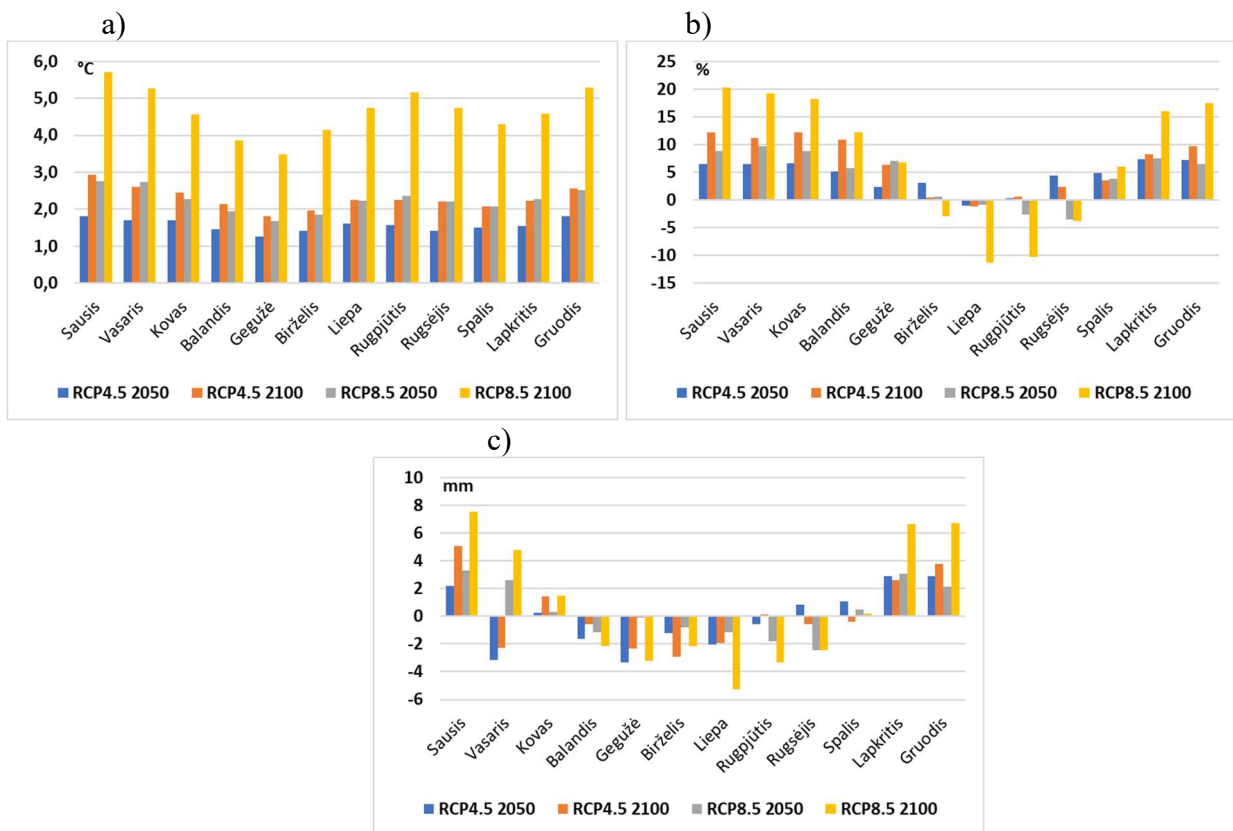 a)
°C
6,0
5,0
4,0
3,0
2,0
1,0
0,0
Sausis
Vasaris
Kovas
Balandis
Gegužė
Birželis
Liepa
Rugpjūtis
Rugsėjis
Spalis
Lapkritis
Gruodis
RCP4.5 2050 RCP4.5 2100 RCP8.5 2050 RCP8.5 2100
b)
%
25
20
15
10
5
0
-5
-10
-15
Sausis
Vasaris
Kovas
Balandis
Gegužė
Birželis
Liepa
Rugpjūtis
Rugsėjis
Spalis
Lapkritis
Gruodis
RCP4.5 2050 RCP4.5 2100 RCP8.5 2050 RCP8.5 2100
c)
mm
10
8
6
4
2
0
-2
-4
-6
Sausis
Vasaris
Kovas
Balandis
Gegužė
Birželis
Liepa
Rugpjūtis
Rugsėjis
Spalis
Lapkritis
Gruodis
RCP4.5 2050 RCP4.5 2100 RCP8.5 2050 RCP8.5 2100